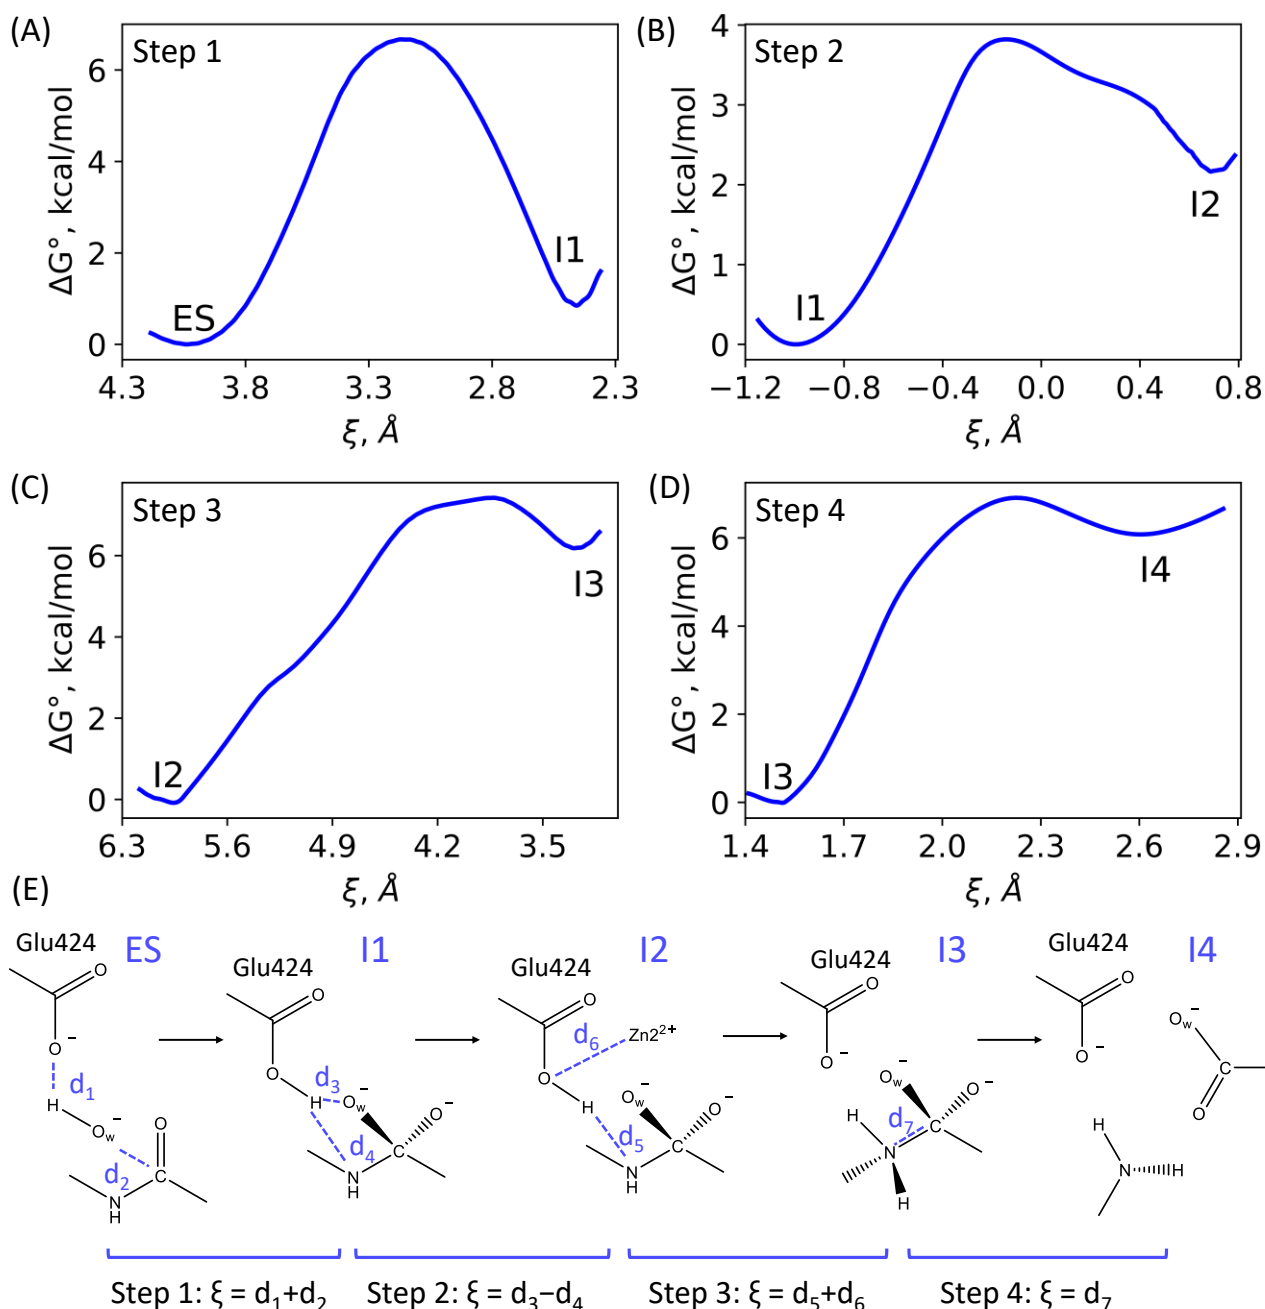 (A)
Step 1
ΔG°, kcal/mol
6
4
2
0
ES
I1
4.3 3.8 3.3 2.8 2.3
ξ, Å
(B)
Step 2
ΔG°, kcal/mol
4
3
2
1
0
I1
I2
−1.2 −0.8 −0.4 0.0 0.4 0.8
ξ, Å
(C)
Step 3
ΔG°, kcal/mol
6
4
2
0
I2
I3
6.3 5.6 4.9 4.2 3.5
ξ, Å
(D)
Step 4
ΔG°, kcal/mol
6
4
2
0
I3
I4
1.4 1.7 2.0 2.3 2.6 2.9
ξ, Å
(E)
Glu424 ES
O
O−
d₁
H
Ow−
O
d₂
C
N
H
Glu424 I1
O
O
H
d₃
Ow−
O−
d₄
C
N
H
Glu424 I2
O
d₆
Zn2²⁺
O
H
Ow−
O−
d₅
C
N
H
Glu424 I3
O
O−
Ow−
O−
H
d₇
C
N
H
Glu424 I4
O
O−
Ow−
C
O
H
N
H
Step 1: ξ = d₁+d₂ Step 2: ξ = d₃−d₄ Step 3: ξ = d₅+d₆ Step 4: ξ = d₇